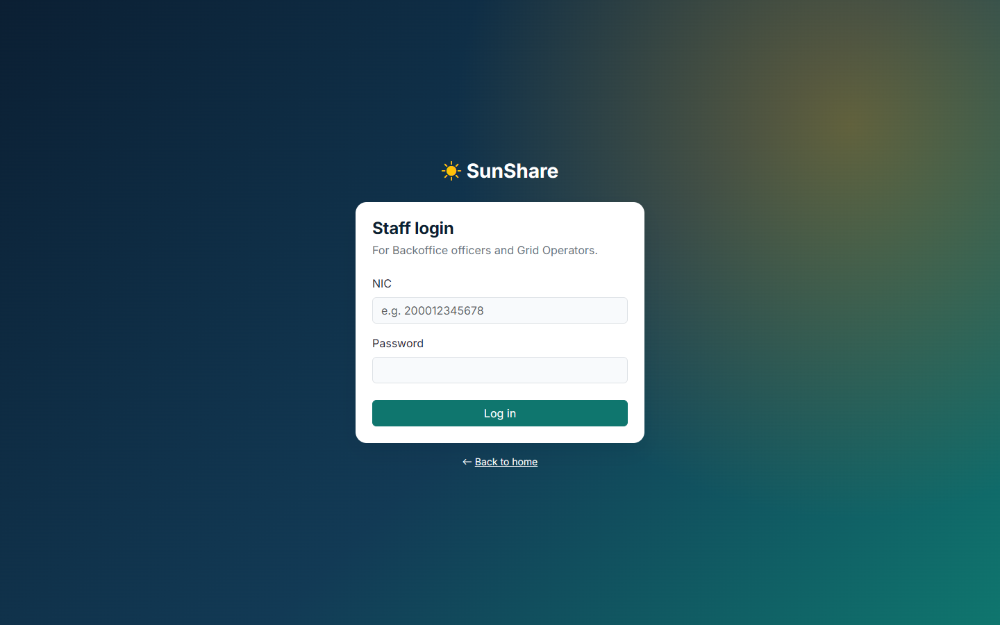 SunShare
Staff login
For Backoffice officers and Grid Operators.
NIC
e.g. 200012345678
Password
Log in
← Back to home